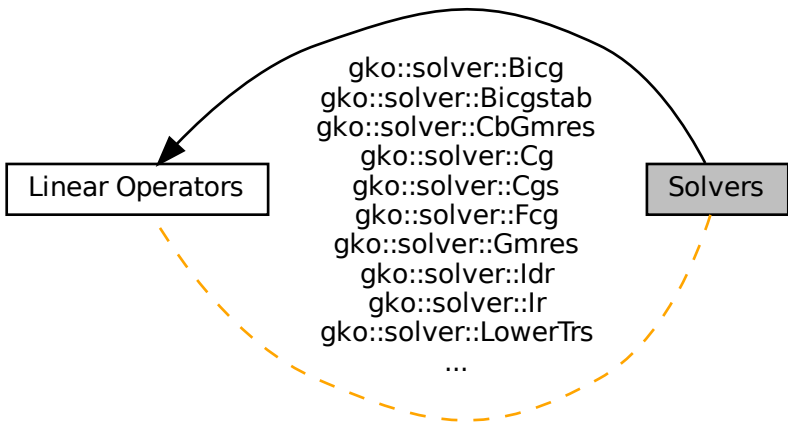 gko::solver::Bicg
gko::solver::Bicgstab
gko::solver::CbGmres
gko::solver::Cg
Linear Operators
gko::solver::Cgs
Solvers
gko::solver::Fcg
gko::solver::Gmres
gko::solver::Idr
gko::solver::Ir
gko::solver::LowerTrs
...